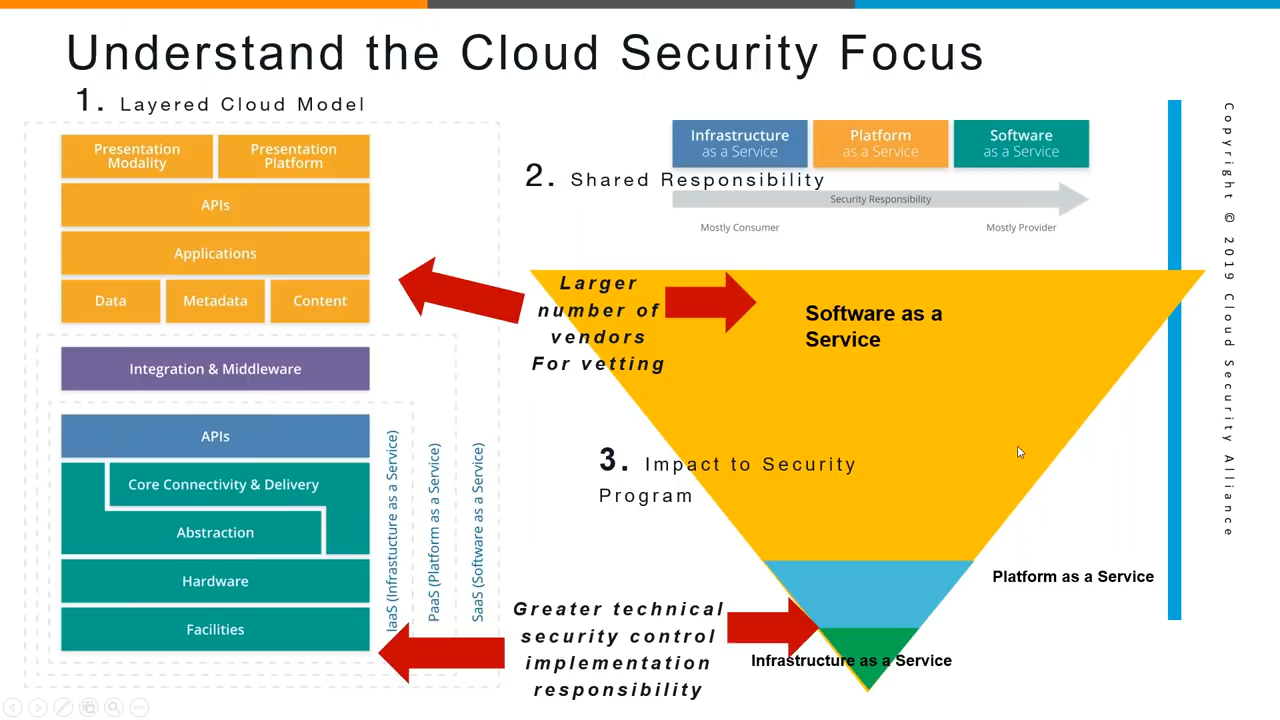 Understand the Cloud Security Focus
1. Layered Cloud Model
Presentation
Modality
Presentation
Platform
APIs
Applications
Data
Metadata
Content
Integration & Middleware
APIs
Core Connectivity & Delivery
Abstraction
Hardware
Facilities
IaaS (Infrastucture as a Service)
PaaS (Platform as a Service)
SaaS (Software as a Service)
Infrastructure
as a Service
Platform
as a Service
Software
as a Service
2. Shared Responsibility
Security Responsibility
Mostly Consumer
Mostly Provider
Larger
number of
vendors
For vetting
Software as a
Service
3. Impact to Security
Program
Platform as a Service
Greater technical
security control
implementation
responsibility
Infrastructure as a Service
Copyright © 2019 Cloud Security Alliance